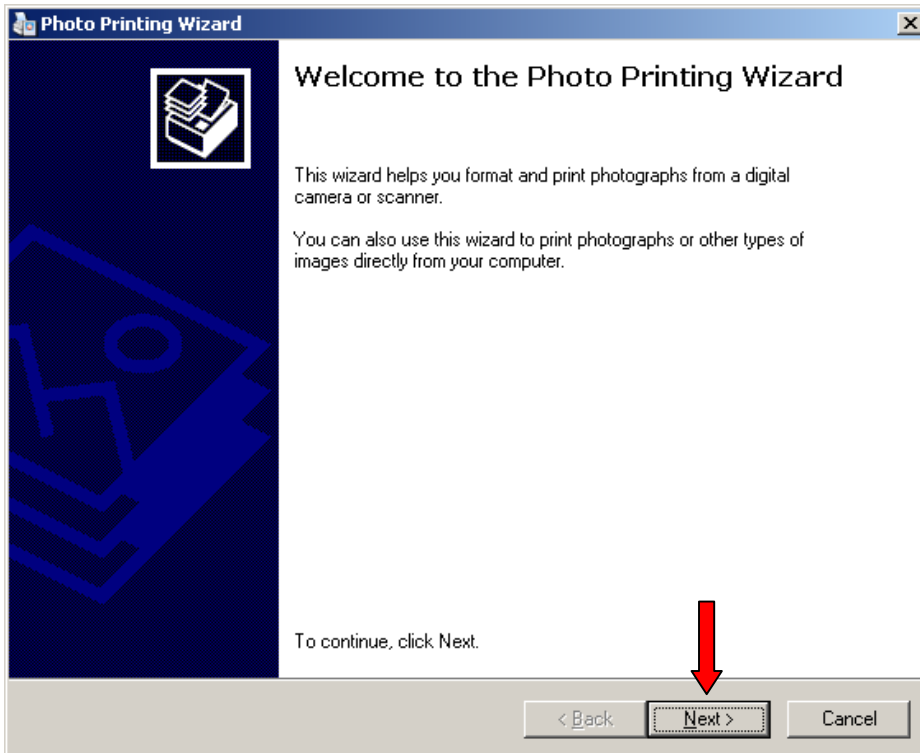 Photo Printing Wizard
Welcome to the Photo Printing Wizard
This wizard helps you format and print photographs from a digital
camera or scanner.
You can also use this wizard to print photographs or other types of
images directly from your computer.
To continue, click Next.
< Back
Next >
Cancel